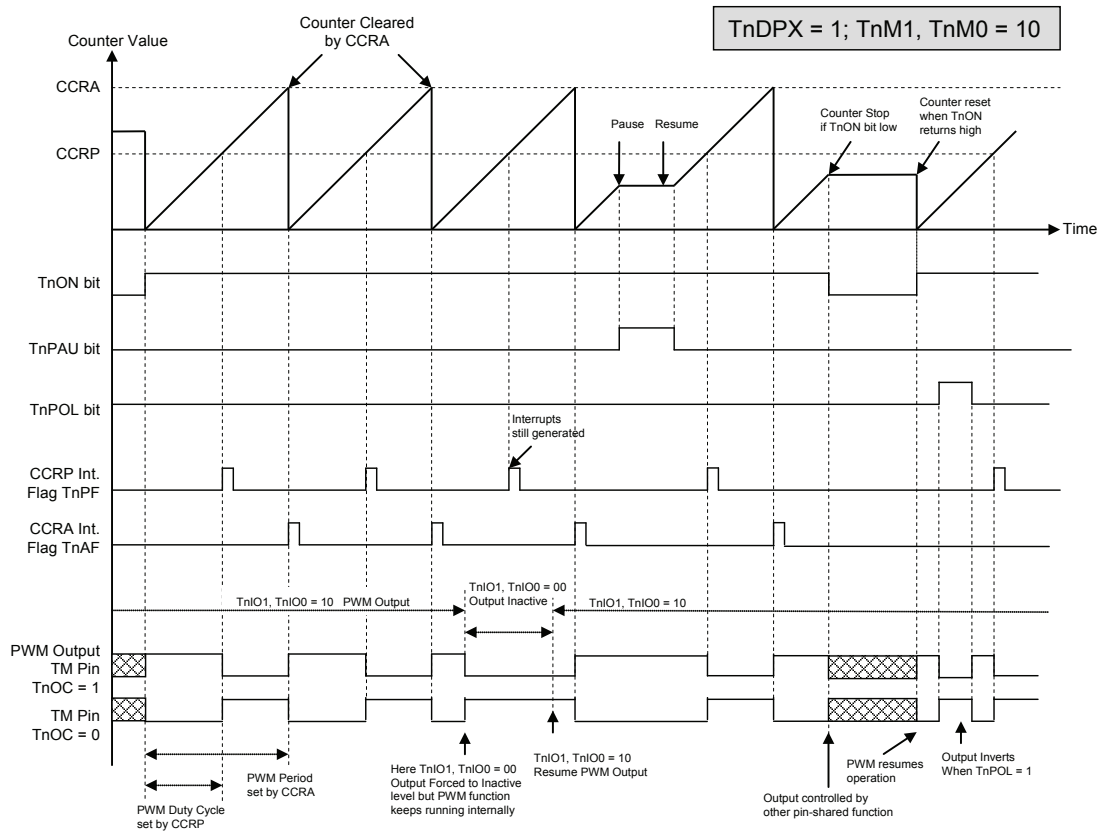 TnDPX = 1; TnM1, TnM0 = 10
Counter Cleared
by CCRA
Counter Value
CCRA
CCRP
Pause
Resume
Counter Stop
if TnON bit low
Counter reset
when TnON
returns high
Time
TnON bit
TnPAU bit
TnPOL bit
Interrupts
still generated
CCRP Int.
Flag TnPF
CCRA Int.
Flag TnAF
TnIO1, TnIO0 = 10 PWM Output
TnIO1, TnIO0 = 00
Output Inactive
TnIO1, TnIO0 = 10
PWM Output
TM Pin
TnOC = 1
TM Pin
TnOC = 0
PWM Duty Cycle
set by CCRP
PWM Period
set by CCRA
Here TnIO1, TnIO0 = 00
Output Forced to Inactive
level but PWM function
keeps running internally
TnIO1, TnIO0 = 10
Resume PWM Output
Output controlled by
other pin-shared function
PWM resumes
operation
Output Inverts
When TnPOL = 1